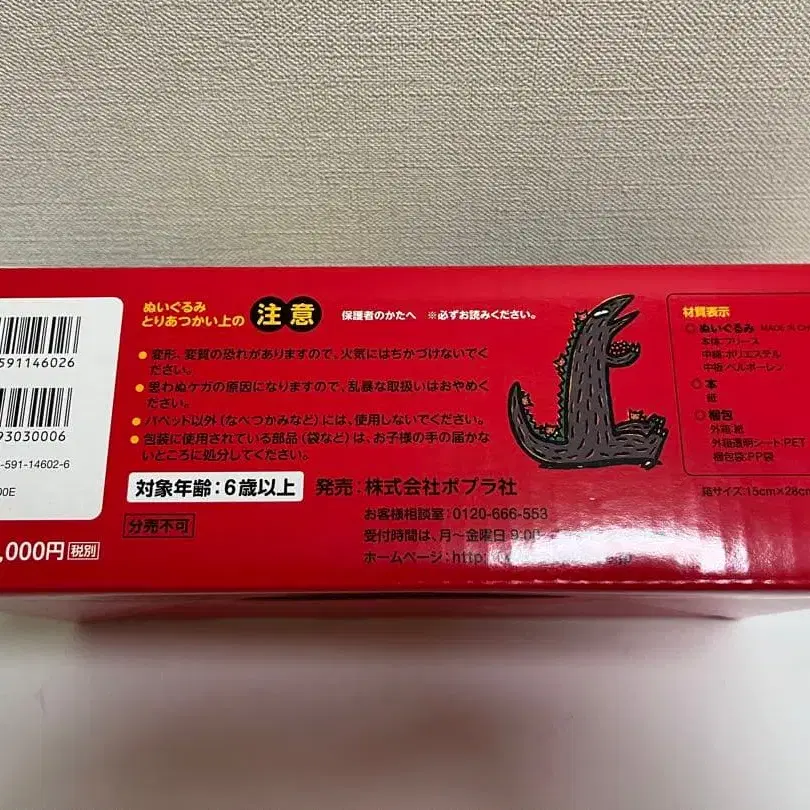 591146026
93030006
-591-14602-6
00E
,000円 税別
ぬいぐるみ
とりあつかい上の 注意 保護者のかたへ ※必ずお読みください。
● 変形、変質の恐れがありますので、火気にはちかづけないでく
ださい。
● 思わぬケガの原因になりますので、乱暴な取扱いはおやめく
ださい。
● パペット以外(なべつかみなど)には、使用しないでください。
● 包装に使用されている部品(袋など)は、お子様の手の届かな
いところに処分してください。
対象年齢:6歳以上 発売:株式会社ポプラ社
分売不可
お客様相談室:0120-666-553
受付時間は、月〜金曜日 9:00
ホームページ:http:
材質表示
○ ぬいぐるみ MADE IN CH
本体:フリース
中綿:ポリエステル
中板:ベルポーレン
○ 本
紙
○ 梱包
外箱:紙
外箱透明シート:PET
梱包袋:PP袋
箱サイズ:15cm×28cm